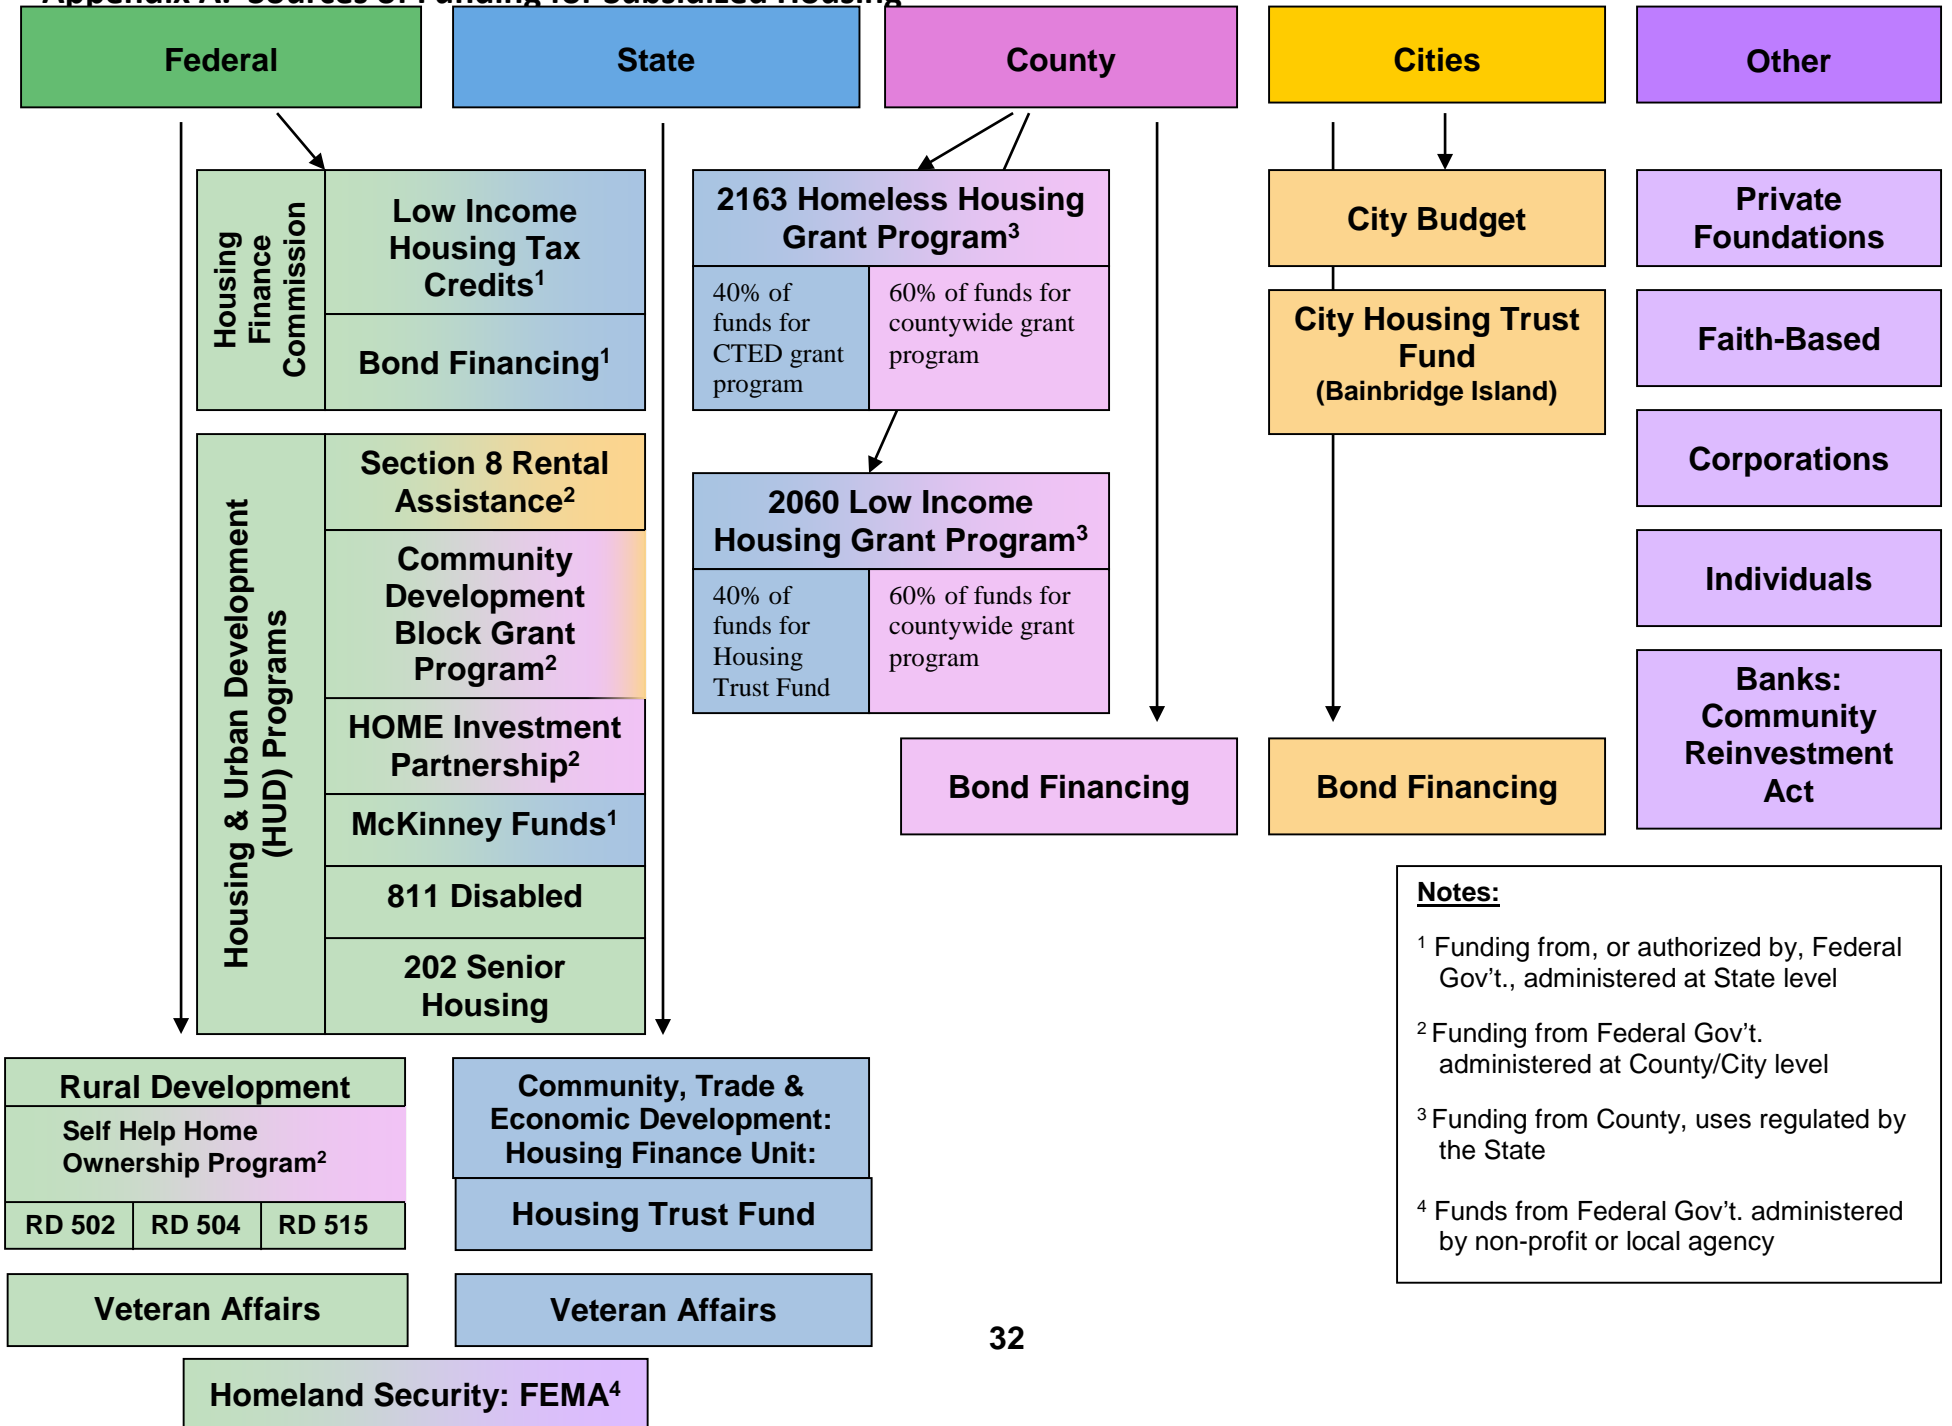 Appendix A: Sources of Funding for Subsidized Housing
Federal
State
County
Cities
Other
Housing
Finance
Commission
Low Income
Housing Tax
Credits1
Bond Financing1
Housing & Urban Development
(HUD) Programs
Section 8 Rental
Assistance2
Community
Development
Block Grant
Program2
HOME Investment
Partnership2
McKinney Funds1
811 Disabled
202 Senior
Housing
Rural Development
Self Help Home
Ownership Program2
RD 502
RD 504
RD 515
Veteran Affairs
Homeland Security: FEMA4
Community, Trade &
Economic Development:
Housing Finance Unit:
Housing Trust Fund
Veteran Affairs
2163 Homeless Housing
Grant Program3
40% of
funds for
CTED grant
program
60% of funds for
countywide grant
program
2060 Low Income
Housing Grant Program3
40% of
funds for
Housing
Trust Fund
60% of funds for
countywide grant
program
Bond Financing
City Budget
City Housing Trust
Fund
(Bainbridge Island)
Bond Financing
Private
Foundations
Faith-Based
Corporations
Individuals
Banks:
Community
Reinvestment
Act
Notes:
1 Funding from, or authorized by, Federal
Gov't., administered at State level
2 Funding from Federal Gov't.
administered at County/City level
3 Funding from County, uses regulated by
the State
4 Funds from Federal Gov't. administered
by non-profit or local agency
32